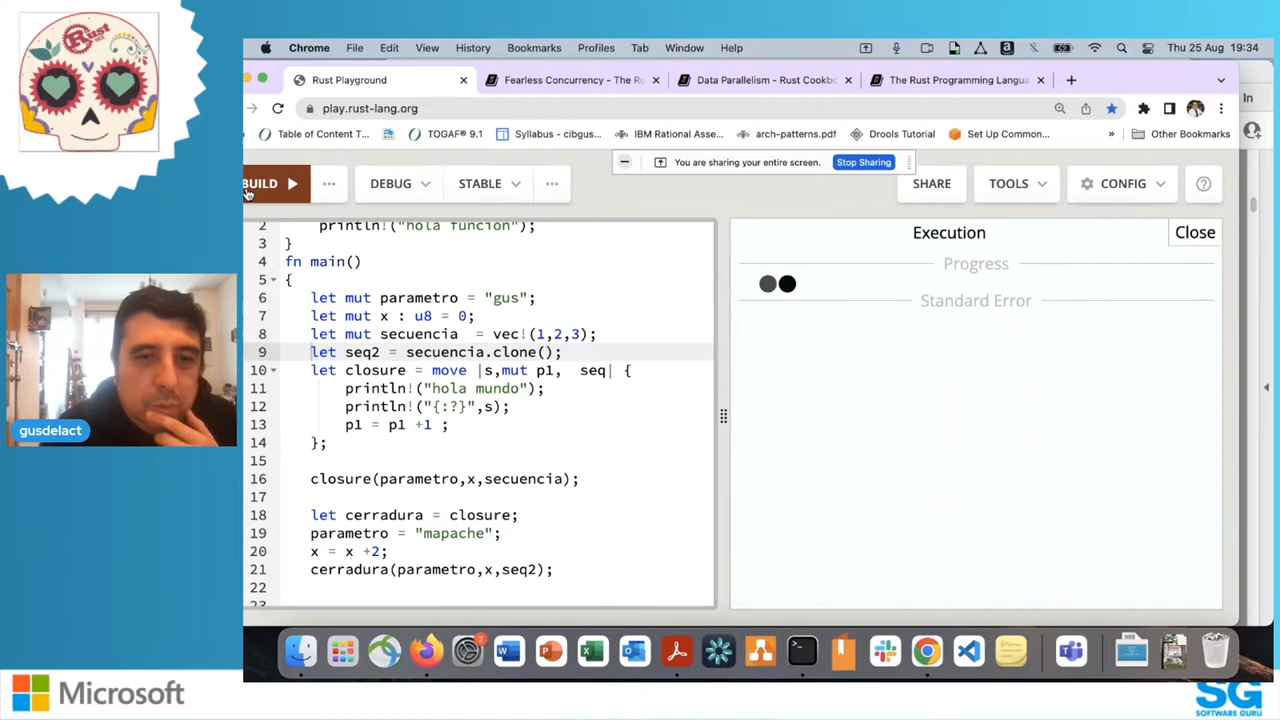 Rust
MX
Chrome File Edit View History Bookmarks Profiles Tab Window Help Thu 25 Aug 19:34
Rust Playground Fearless Concurrency - The Ru Data Parallelism - Rust Cookbo The Rust Programming Langua
play.rust-lang.org
Table of Content T... TOGAF® 9.1 Syllabus - cibgus... IBM Rational Asse... arch-patterns.pdf Drools Tutorial Set Up Common... » Other Bookmarks
In
You are sharing your entire screen. Stop Sharing
BUILD ... DEBUG STABLE ... SHARE TOOLS CONFIG ?
2 println!("hola funcion");
3 }
4 fn main()
5 {
6 let mut parametro = "gus";
7 let mut x : u8 = 0;
8 let mut secuencia = vec!(1,2,3);
9 let seq2 = secuencia.clone();
10 let closure = move |s,mut p1, seq| {
11 println!("hola mundo");
12 println!("{:?}",s);
13 p1 = p1 +1 ;
14 };
15
16 closure(parametro,x,secuencia);
17
18 let cerradura = closure;
19 parametro = "mapache";
20 x = x +2;
21 cerradura(parametro,x,seq2);
22
23
Execution
Close
Progress
Standard Error
gusdelact
2
Microsoft
SG
SOFTWARE GURU